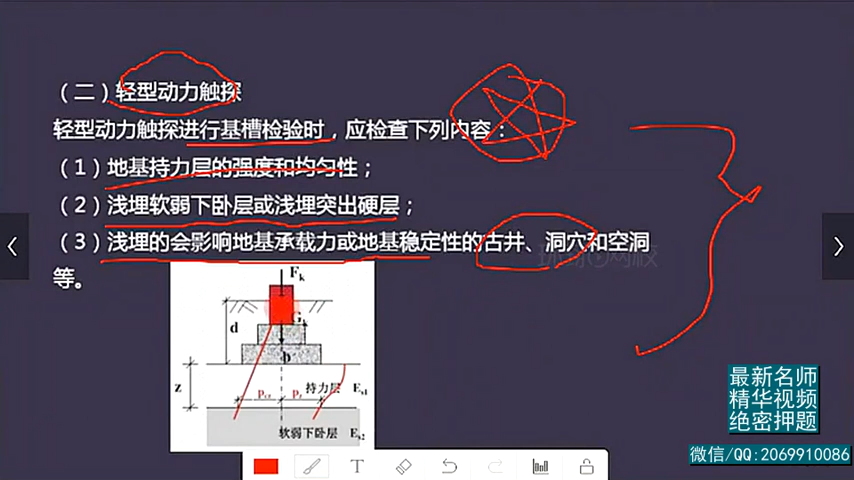 （二）轻型动力触探
轻型动力触探进行基槽检验时，应检查下列内容：
（1）地基持力层的强度和均匀性；
（2）浅埋软弱下卧层或浅埋突出硬层；
（3）浅埋的会影响地基承载力或地基稳定性的古井、洞穴和空洞
等。
Fk
d
b
z
持力层 Es1
软弱下卧层 Es2
T
最新名师
精华视频
绝密押题
微信/QQ:2069910086